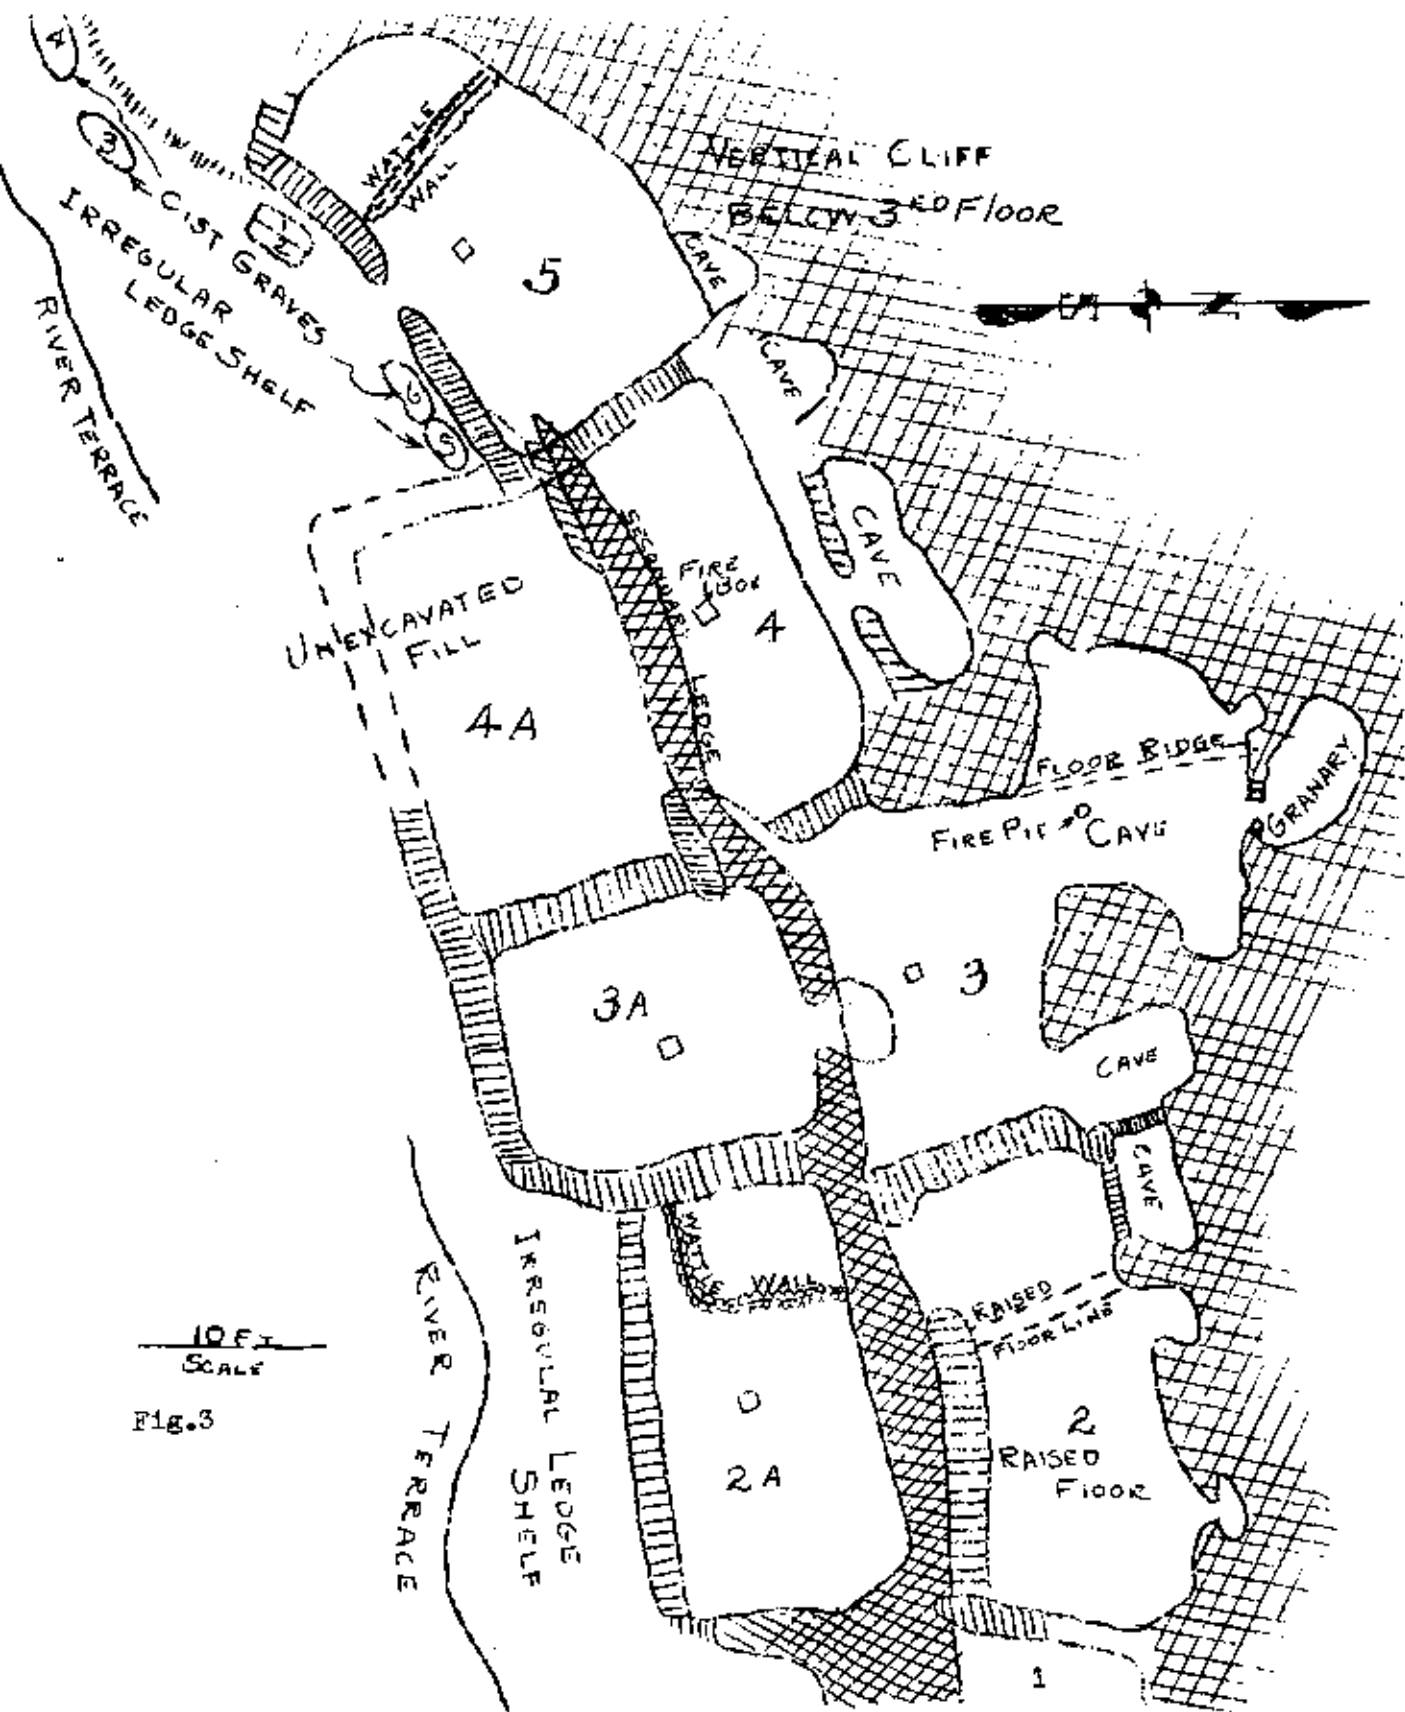 4
3
WATTLE
WALL
VERTICAL CLIFF
BELOW 3RD FLOOR
CIST GRAVES
IRREGULAR
LEDGE SHELF
RIVER TERRACE
5
CAVE
CAVE
6
5
CAVE
SECONDARY LEDGE
FIRE
BOX
4
UNEXCAVATED
FILL
4A
FLOOR RIDGE
GRANARY
FIRE PIT
CAVE
3A
3
CAVE
CAVE
WATTLE WALL
RAISED
FLOOR LINE
IRREGULAR LEDGE
SHELF
RIVER TERRACE
10 FT
SCALE
Fig.3
2
RAISED
FLOOR
2A
1